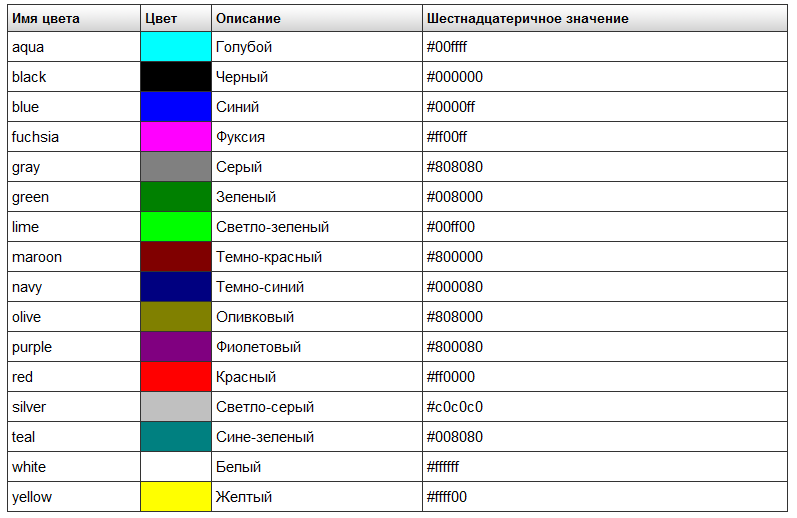 Имя цвета Цвет Описание Шестнадцатеричное значение
aqua Голубой #00ffff
black Черный #000000
blue Синий #0000ff
fuchsia Фуксия #ff00ff
gray Серый #808080
green Зеленый #008000
lime Светло-зеленый #00ff00
maroon Темно-красный #800000
navy Темно-синий #000080
olive Оливковый #808000
purple Фиолетовый #800080
red Красный #ff0000
silver Светло-серый #c0c0c0
teal Сине-зеленый #008080
white Белый #ffffff
yellow Желтый #ffff00